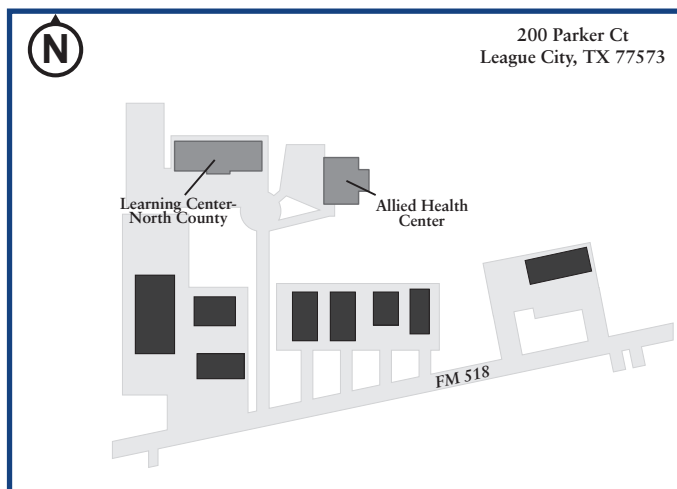 N
200 Parker Ct
League City, TX 77573
Learning Center-
North County
Allied Health
Center
FM 518